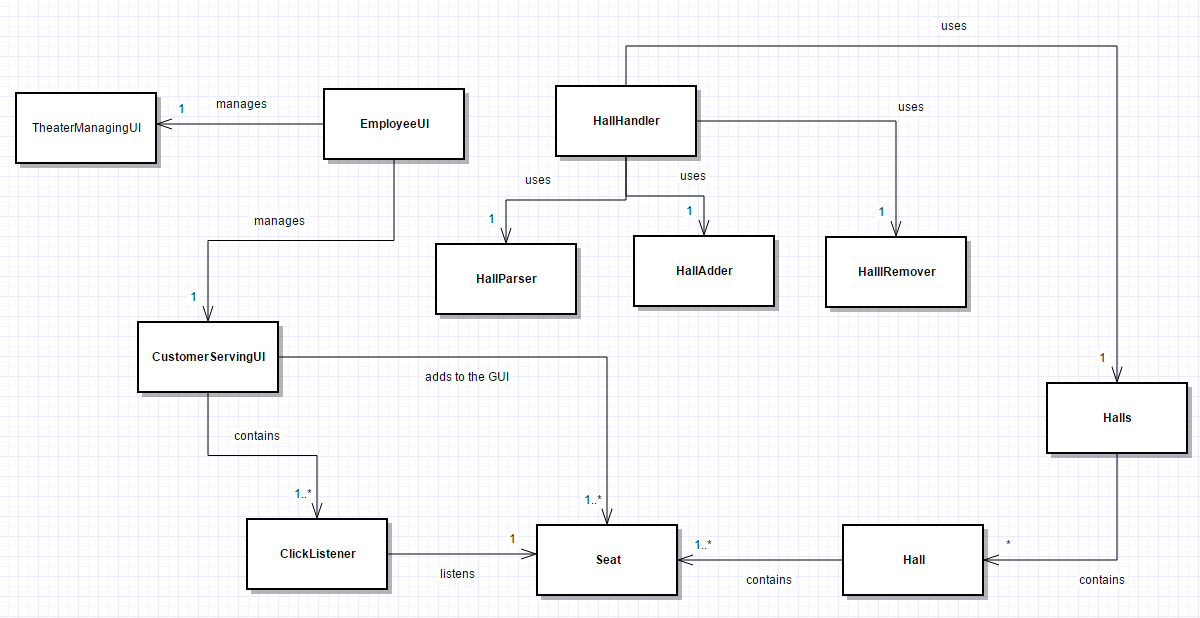 uses
manages
1
TheaterManagingUI
EmployeeUI
HallHandler
uses
uses
uses
manages
1
1
1
HallParser
HallAdder
HalllRemover
1
CustomerServingUI
adds to the GUI
1
Halls
contains
1..*
1..*
ClickListener
1
listens
Seat
1..*
contains
Hall
*
contains